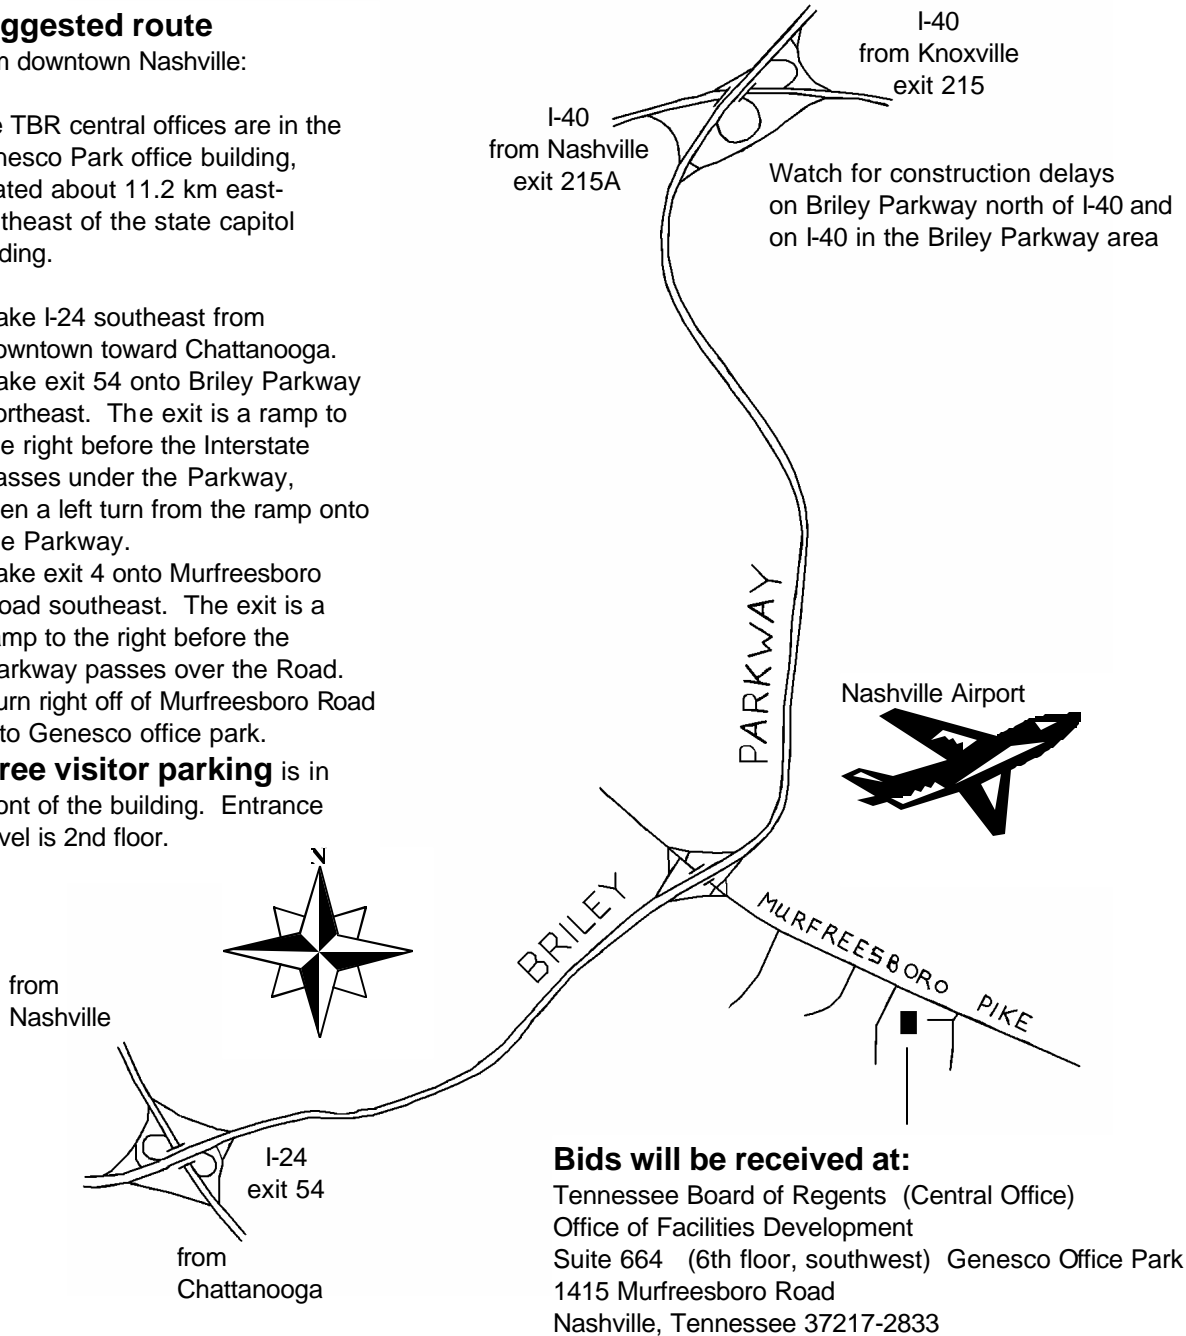 ggested route
m downtown Nashville:
e TBR central offices are in the
nesco Park office building,
ated about 11.2 km east-
theast of the state capitol
ding.
ake I-24 southeast from
owntown toward Chattanooga.
ake exit 54 onto Briley Parkway
ortheast. The exit is a ramp to
e right before the Interstate
asses under the Parkway,
en a left turn from the ramp onto
e Parkway.
ake exit 4 onto Murfreesboro
oad southeast. The exit is a
amp to the right before the
arkway passes over the Road.
urn right off of Murfreesboro Road
to Genesco office park.
ree visitor parking is in
ont of the building. Entrance
vel is 2nd floor.
I-40
from Knoxville
exit 215
I-40
from Nashville
exit 215A
Watch for construction delays
on Briley Parkway north of I-40 and
on I-40 in the Briley Parkway area
PARKWAY
Nashville Airport
BRILEY
MURFREESBORO PIKE
N
from
Nashville
I-24
exit 54
from
Chattanooga
Bids will be received at:
Tennessee Board of Regents (Central Office)
Office of Facilities Development
Suite 664 (6th floor, southwest) Genesco Office Park
1415 Murfreesboro Road
Nashville, Tennessee 37217-2833